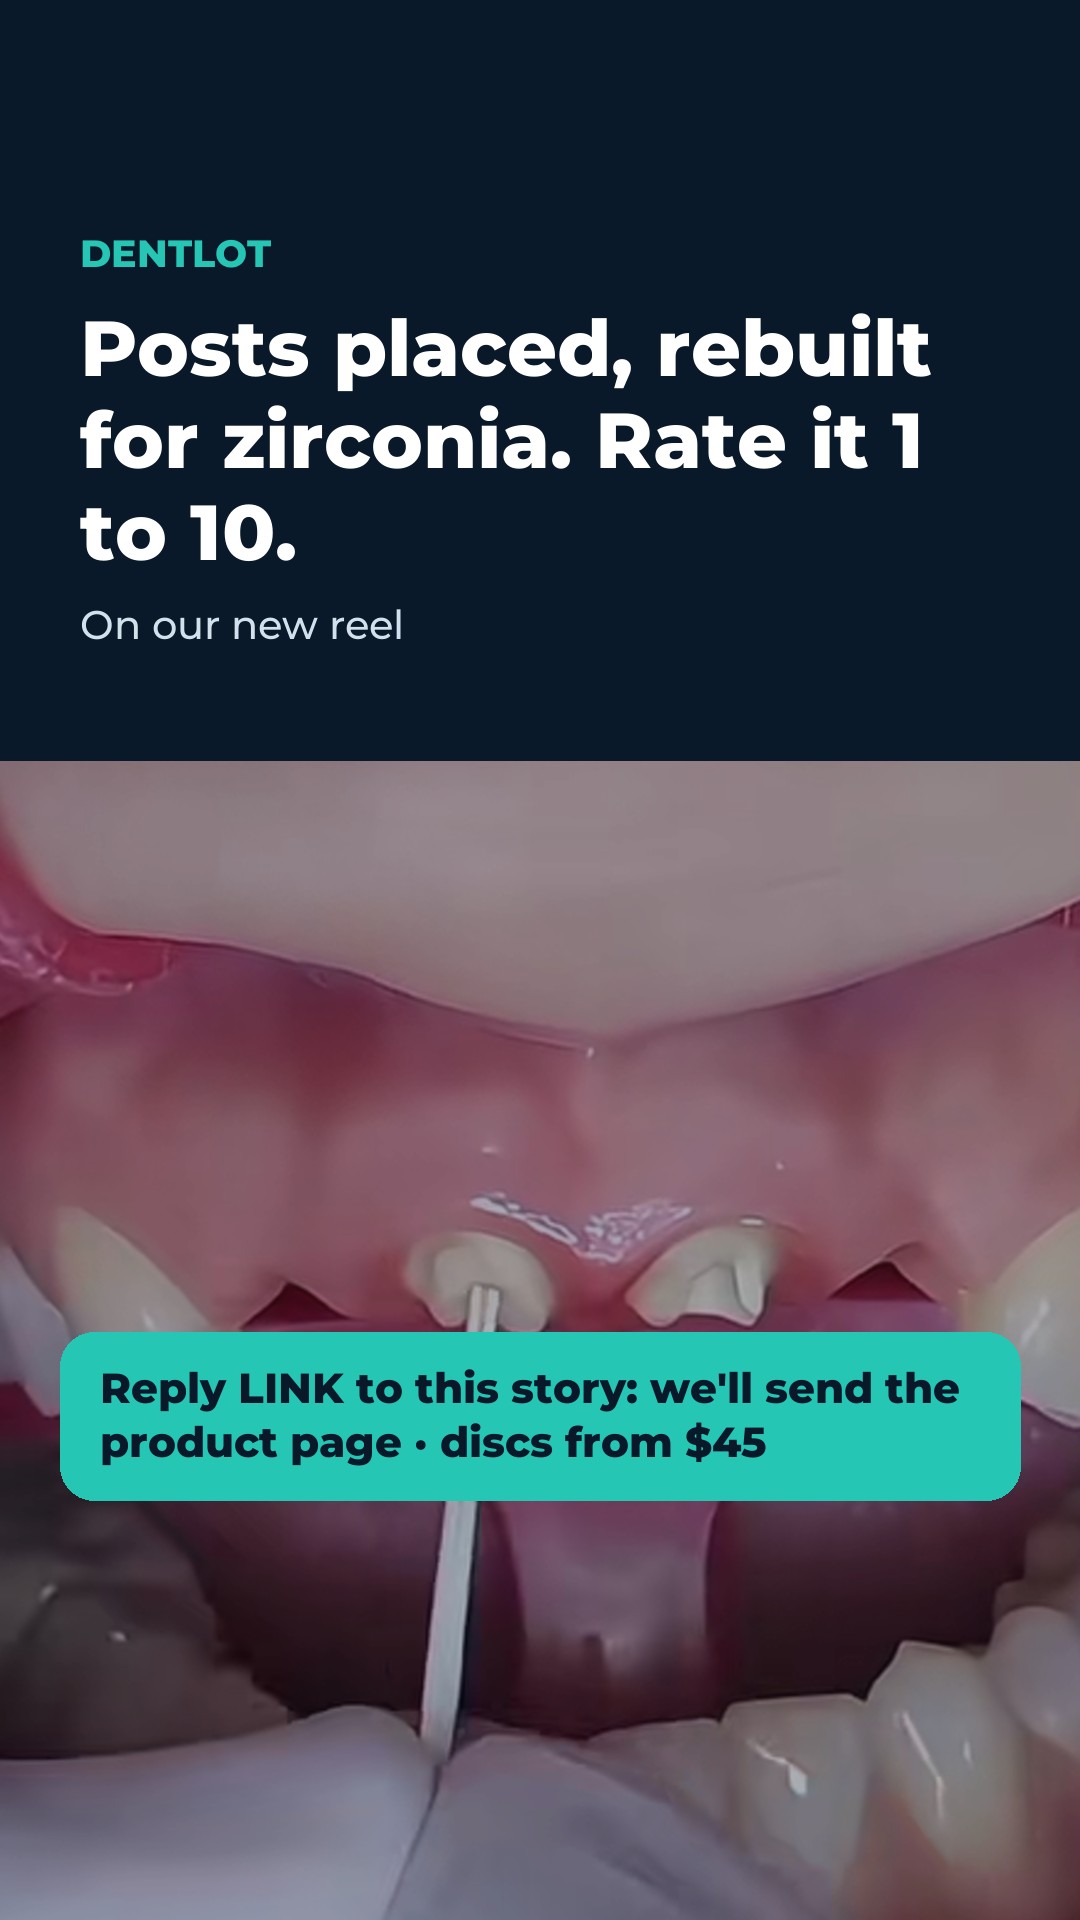 DENTLOT
Posts placed, rebuilt
for zirconia. Rate it 1
to 10.
On our new reel
Reply LINK to this story: we'll send the
product page · discs from $45